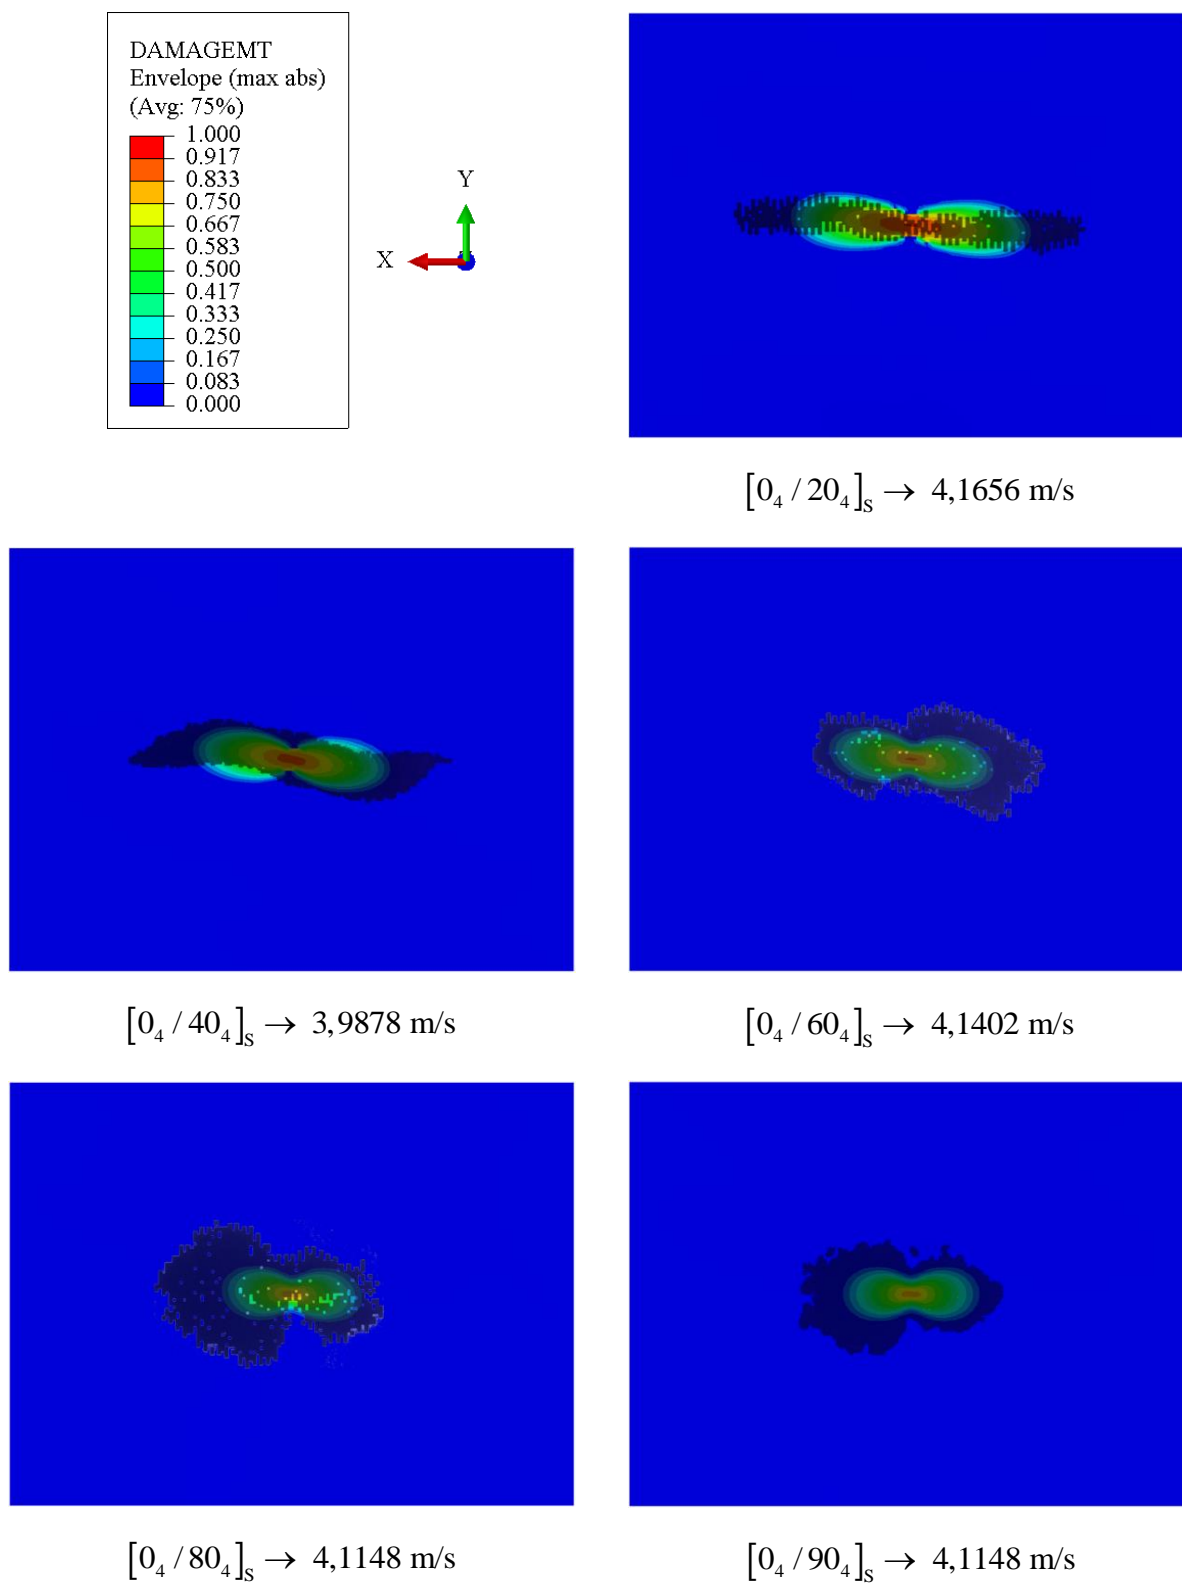 DAMAGEMT
Envelope (max abs)
(Avg: 75%)
1.000
0.917
0.833
0.750
0.667
0.583
0.500
0.417
0.333
0.250
0.167
0.083
0.000
Y
X
[0₄ / 20₄]ₛ → 4,1656 m/s
[0₄ / 40₄]ₛ → 3,9878 m/s
[0₄ / 60₄]ₛ → 4,1402 m/s
[0₄ / 80₄]ₛ → 4,1148 m/s
[0₄ / 90₄]ₛ → 4,1148 m/s